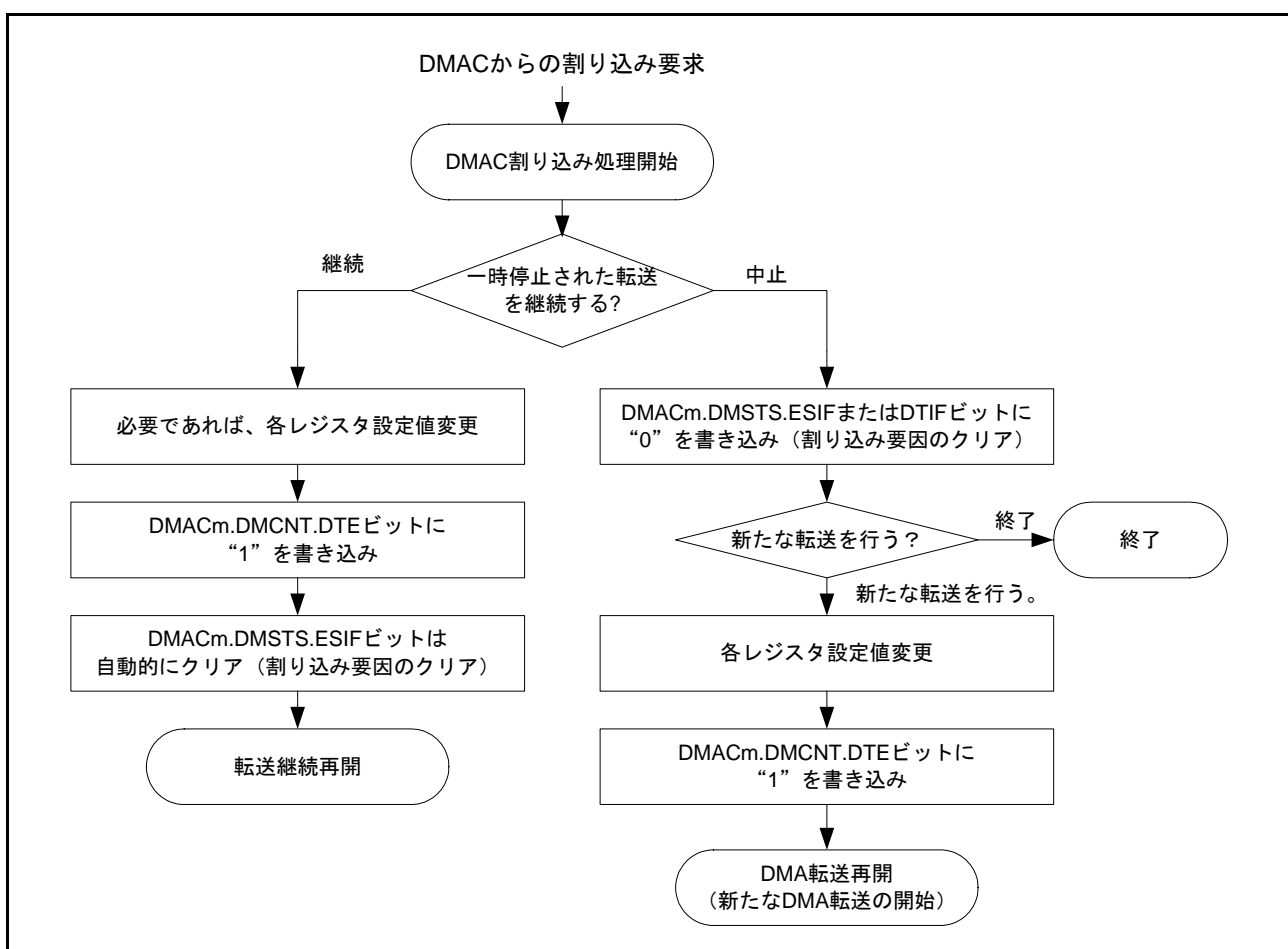 DMACからの割り込み要求
DMAC割り込み処理開始
一時停止された転送
を継続する?
継続
中止
必要であれば、各レジスタ設定値変更
DMACm.DMCNT.DTEビットに
“1”を書き込み
DMACm.DMSTS.ESIFビットは
自動的にクリア（割り込み要因のクリア）
転送継続再開
DMACm.DMSTS.ESIFまたはDTIFビットに
“0”を書き込み（割り込み要因のクリア）
新たな転送を行う？
終了
終了
新たな転送を行う。
各レジスタ設定値変更
DMACm.DMCNT.DTEビットに
“1”を書き込み
DMA転送再開
（新たなDMA転送の開始）